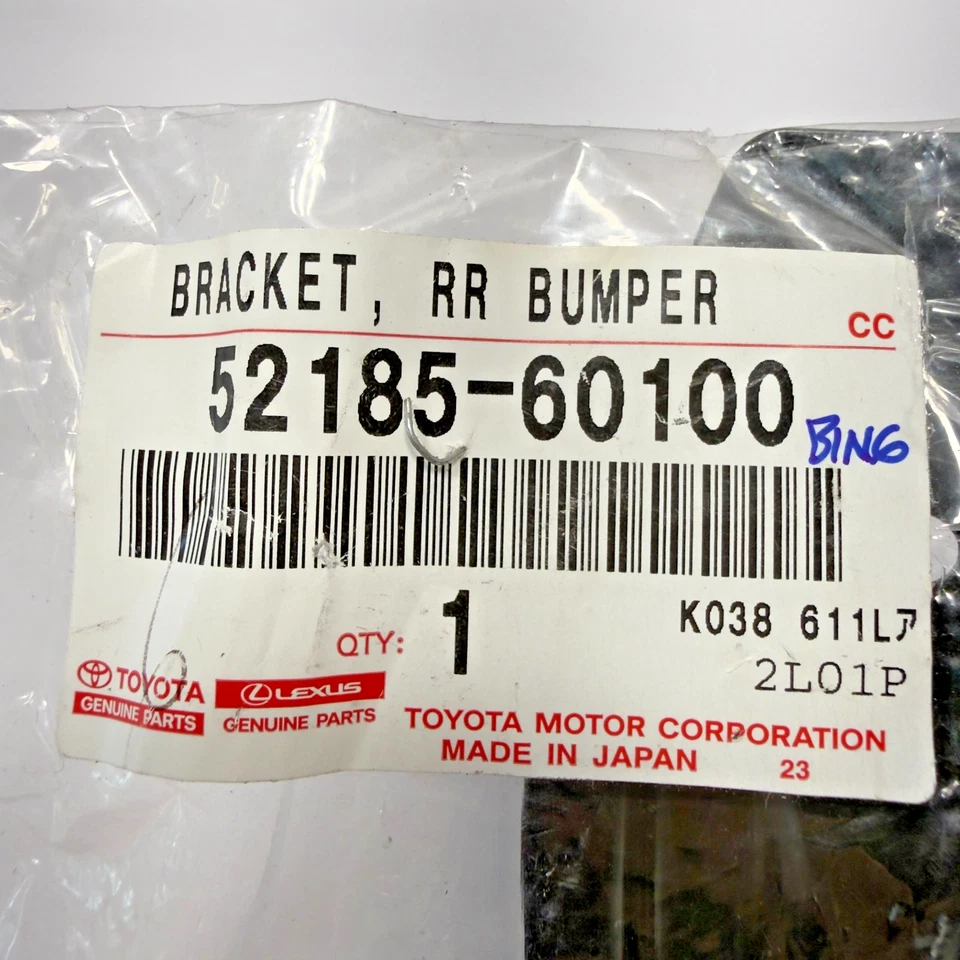 BRACKET, RR BUMPER
CC
52185-60100
BING
QTY: 1
K038 611Lア
2L01P
TOYOTA
GENUINE PARTS
LEXUS
GENUINE PARTS
TOYOTA MOTOR CORPORATION
MADE IN JAPAN
23